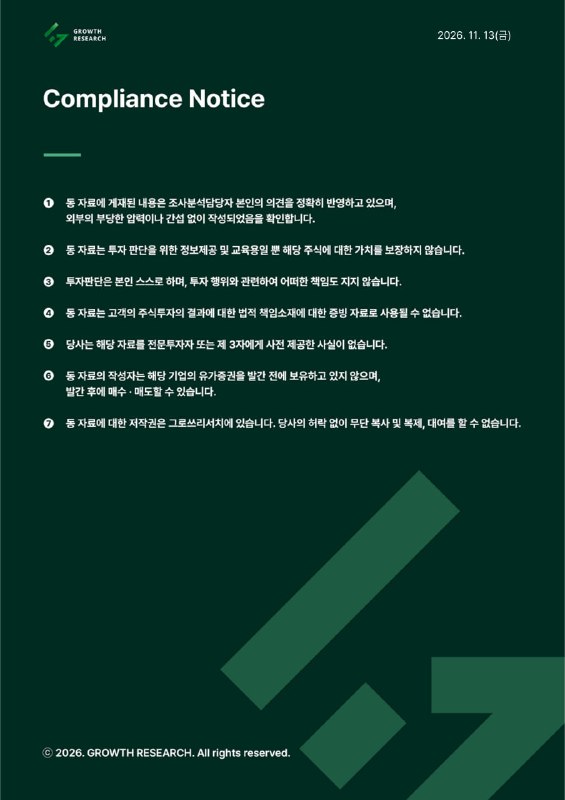 GROWTH
RESEARCH
2026. 11. 13(금)
Compliance Notice
1 동 자료에 게재된 내용은 조사분석담당자 본인의 의견을 정확히 반영하고 있으며,
외부의 부당한 압력이나 간섭 없이 작성되었음을 확인합니다.
2 동 자료는 투자 판단을 위한 정보제공 및 교육용일 뿐 해당 주식에 대한 가치를 보장하지 않습니다.
3 투자판단은 본인 스스로 하며, 투자 행위와 관련하여 어떠한 책임도 지지 않습니다.
4 동 자료는 고객의 주식투자의 결과에 대한 법적 책임소재에 대한 증빙 자료로 사용될 수 없습니다.
5 당사는 해당 자료를 전문투자자 또는 제 3자에게 사전 제공한 사실이 없습니다.
6 동 자료의 작성자는 해당 기업의 유가증권을 발간 전에 보유하고 있지 않으며,
발간 후에 매수 · 매도할 수 있습니다.
7 동 자료에 대한 저작권은 그로쓰리서치에 있습니다. 당사의 허락 없이 무단 복사 및 복제, 대여를 할 수 없습니다.
ⓒ 2026. GROWTH RESEARCH. All rights reserved.